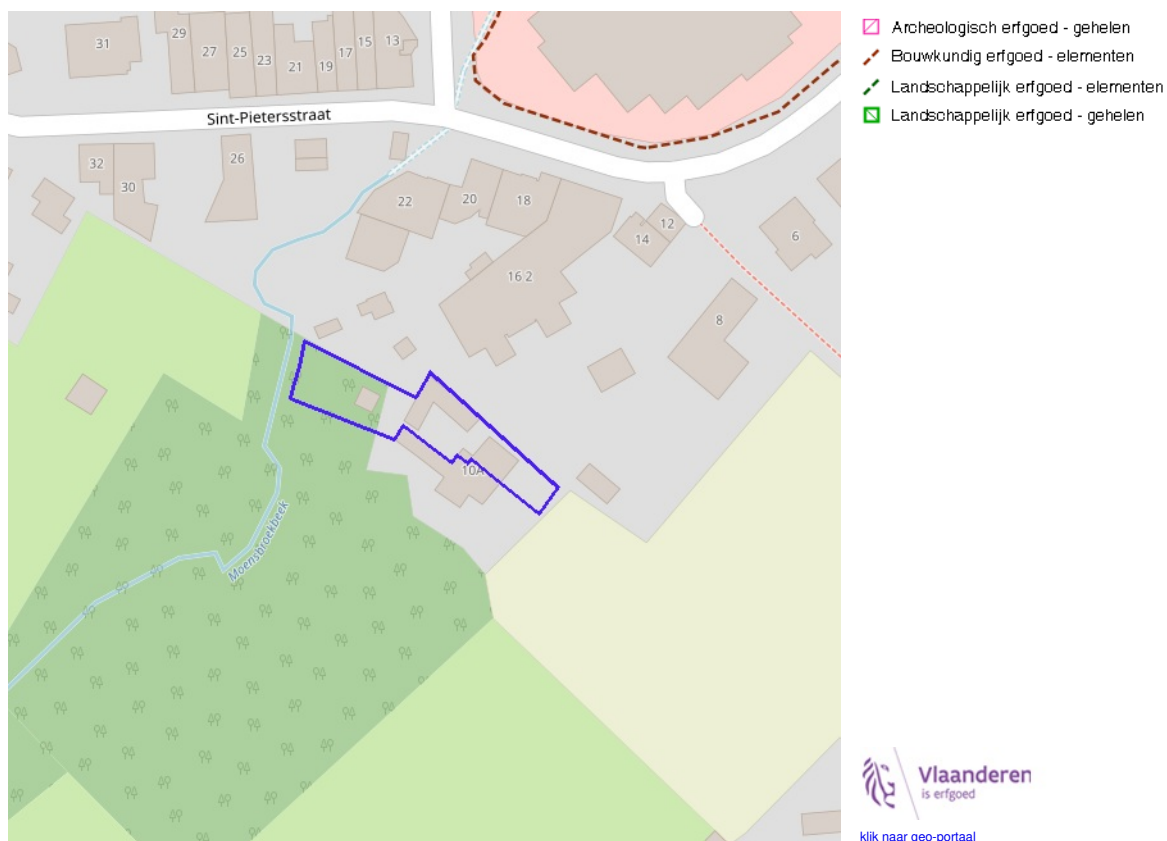 31
29
27
25
23
21
19
17
15
13
Sint-Pietersstraat
32
30
26
22
20
18
16 2
14
12
6
8
10A
Moensbroekbeek
Archeologisch erfgoed - gehelen
Bouwkundig erfgoed - elementen
Landschappelijk erfgoed - elementen
Landschappelijk erfgoed - gehelen
Vlaanderen
is erfgoed
klik naar geo-portaal